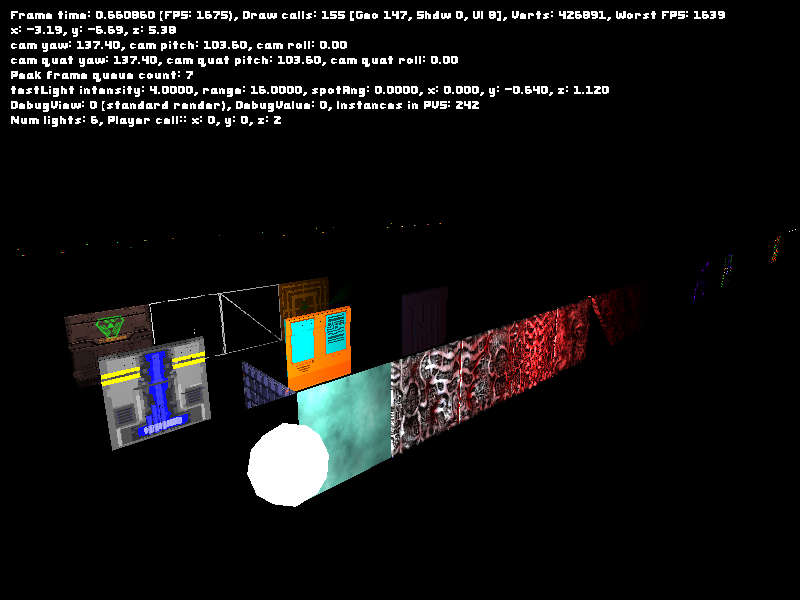 Frame time: 0.660860 (FPS: 1675), Draw calls: 155 [Geo 147, Shdw 0, UI 8], Verts: 426891, Worst FPS: 1639
x: -3.19, y: -6.69, z: 5.38
cam yaw: 137.40, cam pitch: 103.60, cam roll: 0.00
cam quat yaw: 137.40, cam quat pitch: 103.60, cam quat roll: 0.00
Peak frame queue count: 7
testLight intensity: 4.0000, range: 16.0000, spotAng: 0.0000, x: 0.000, y: -0.640, z: 1.120
DebugView: 0 (standard render), DebugValue: 0, Instances in PVS: 242
Num lights: 6, Player cell:: x: 0, y: 0, z: 2